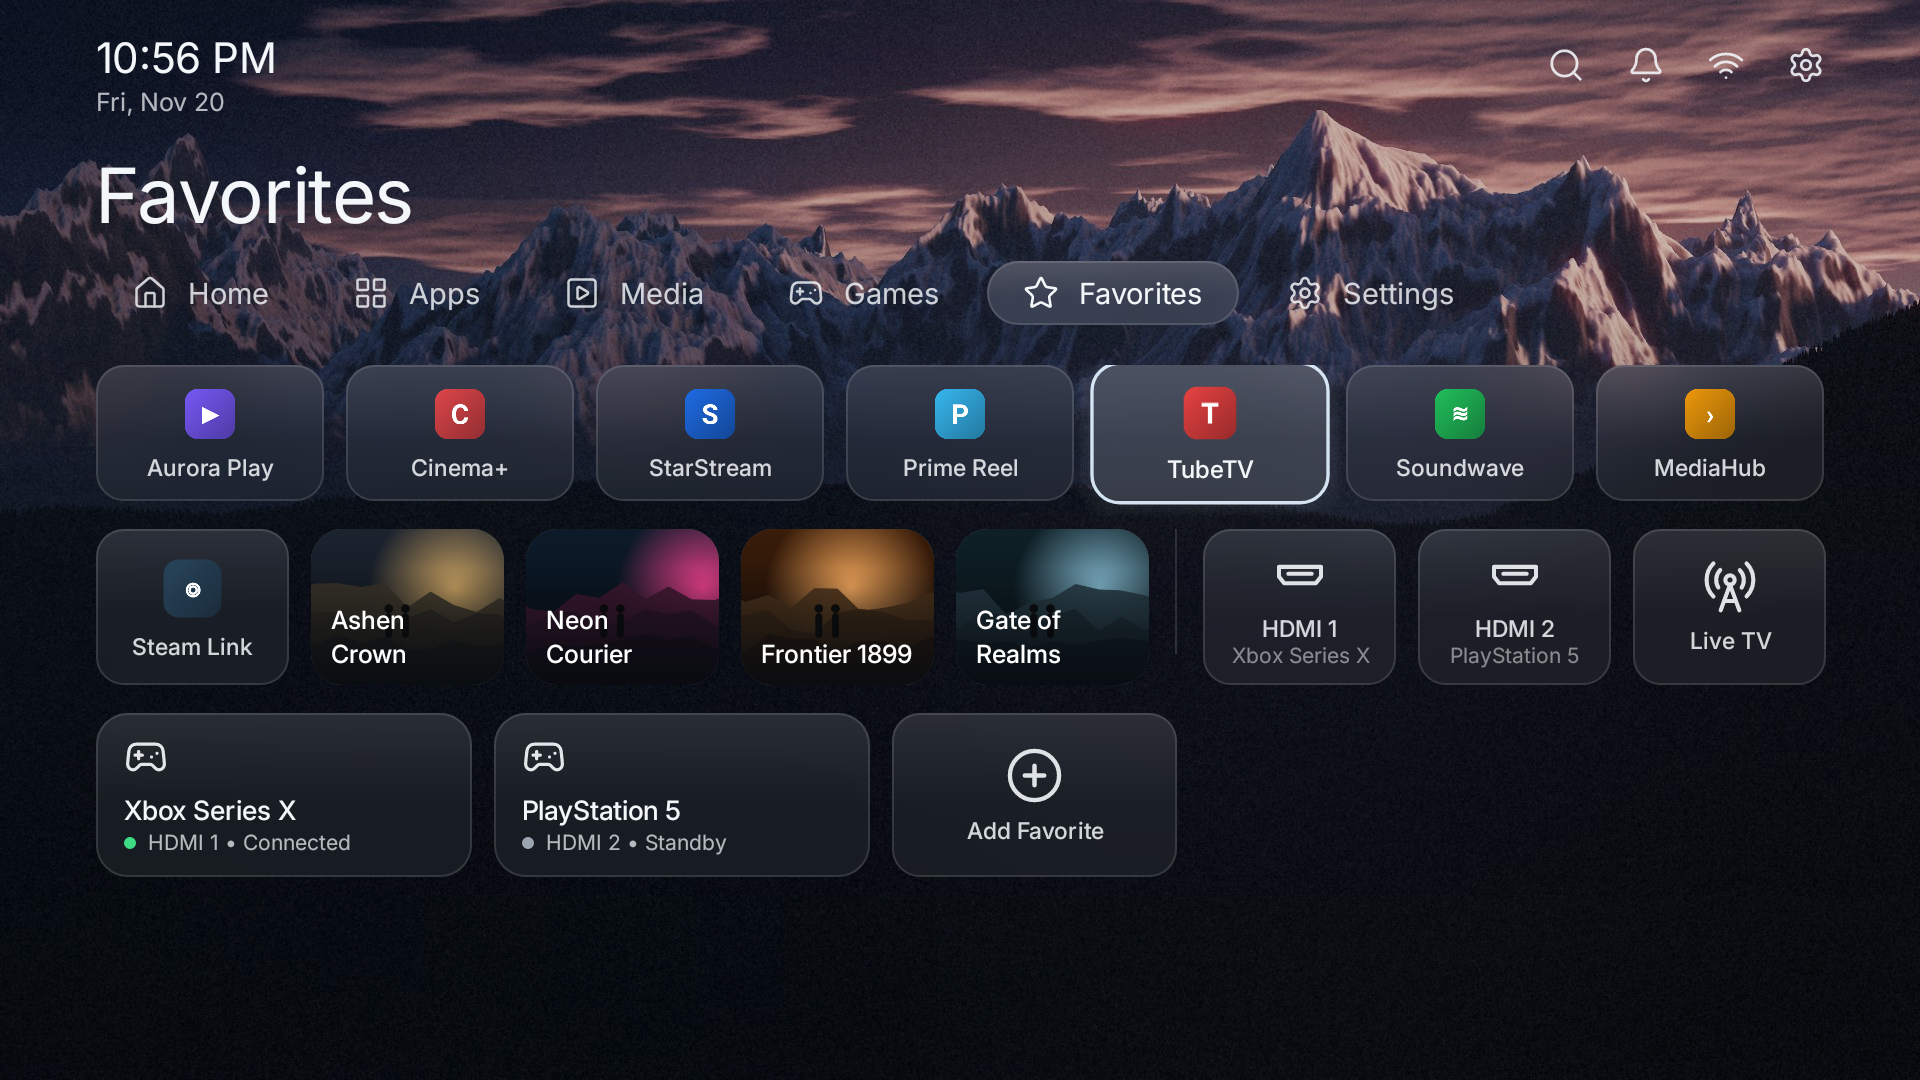 10:56 PM
Fri, Nov 20
Favorites
Home
Apps
Media
Games
Favorites
Settings
Aurora Play
C
Cinema+
S
StarStream
P
Prime Reel
T
TubeTV
Soundwave
MediaHub
Steam Link
Ashen
Crown
Neon
Courier
Frontier 1899
Gate of
Realms
HDMI 1
Xbox Series X
HDMI 2
PlayStation 5
Live TV
Xbox Series X
HDMI 1 • Connected
PlayStation 5
HDMI 2 • Standby
Add Favorite